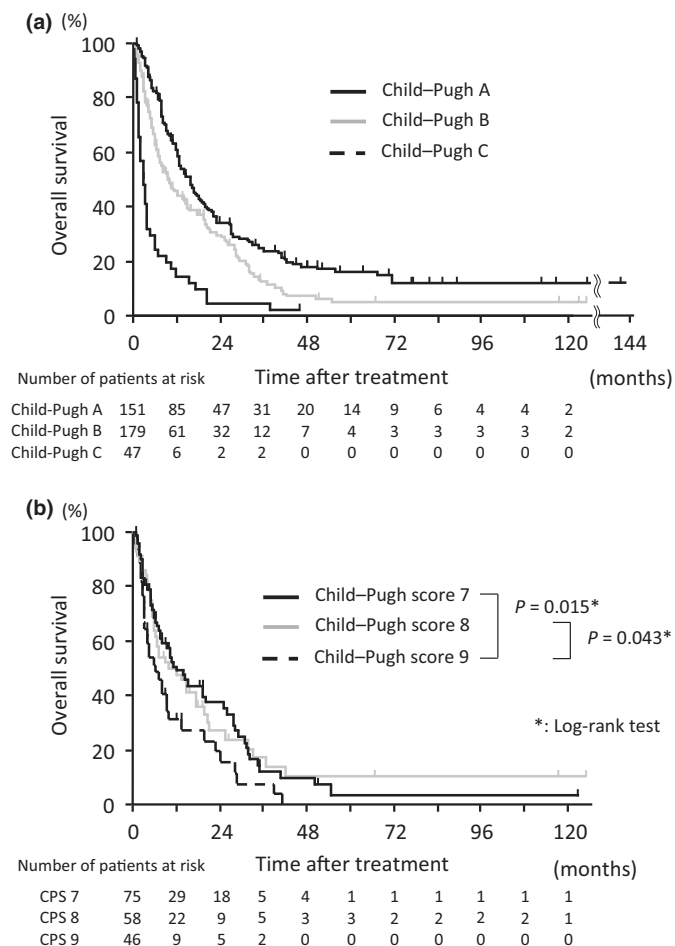 (a) (%)
100
80
60
40
20
0
Overall survival
Child–Pugh A
Child–Pugh B
Child–Pugh C
0 24 48 72 96 120 144
Number of patients at risk Time after treatment (months)
Child-Pugh A 151 85 47 31 20 14 9 6 4 4 2
Child-Pugh B 179 61 32 12 7 4 3 3 3 3 2
Child-Pugh C 47 6 2 2 0 0 0 0 0 0 0
(b) (%)
100
80
60
40
20
0
Overall survival
Child–Pugh score 7
Child–Pugh score 8
Child–Pugh score 9
P = 0.015*
P = 0.043*
*: Log-rank test
0 24 48 72 96 120
Number of patients at risk Time after treatment (months)
CPS 7 75 29 18 5 4 1 1 1 1 1 1
CPS 8 58 22 9 5 3 3 2 2 2 2 1
CPS 9 46 9 5 2 0 0 0 0 0 0 0